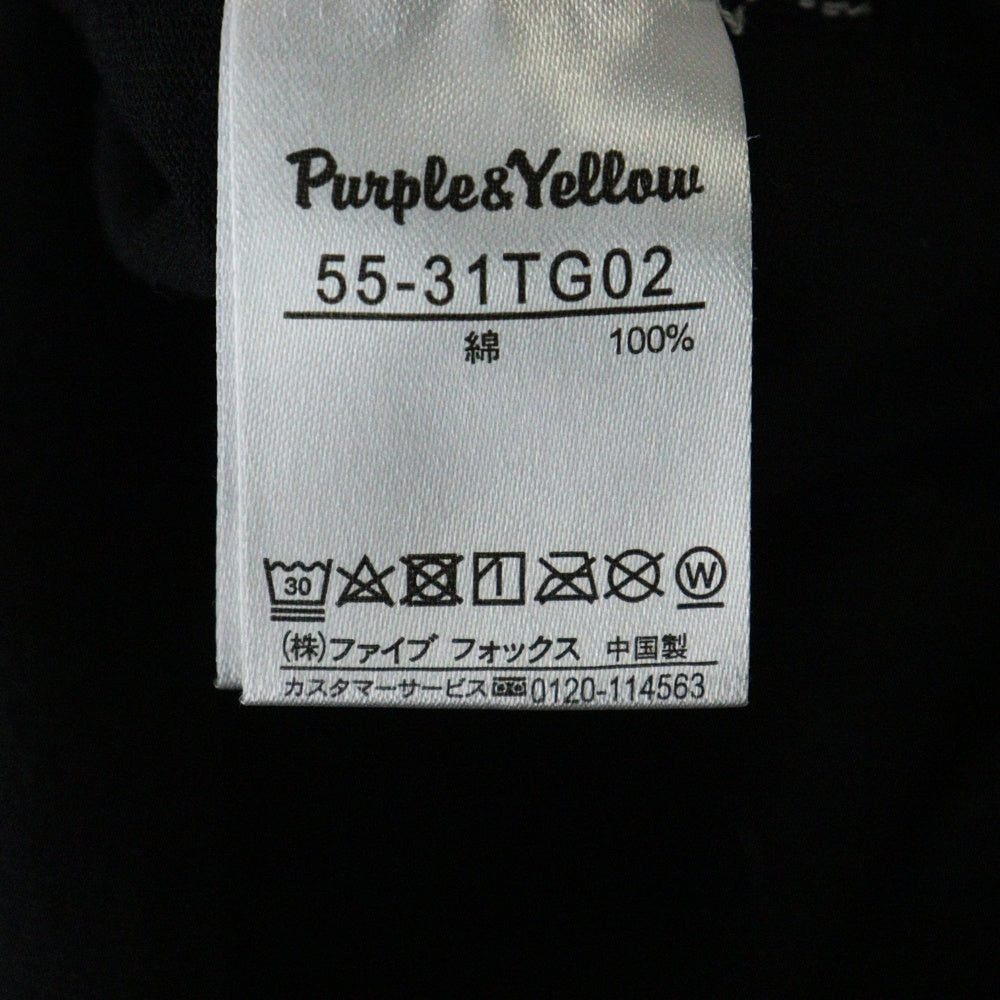 Purple&Yellow
55-31TG02
綿 100%
30 W
(株)ファイブ フォックス 中国製
カスタマーサービス 0120-114563